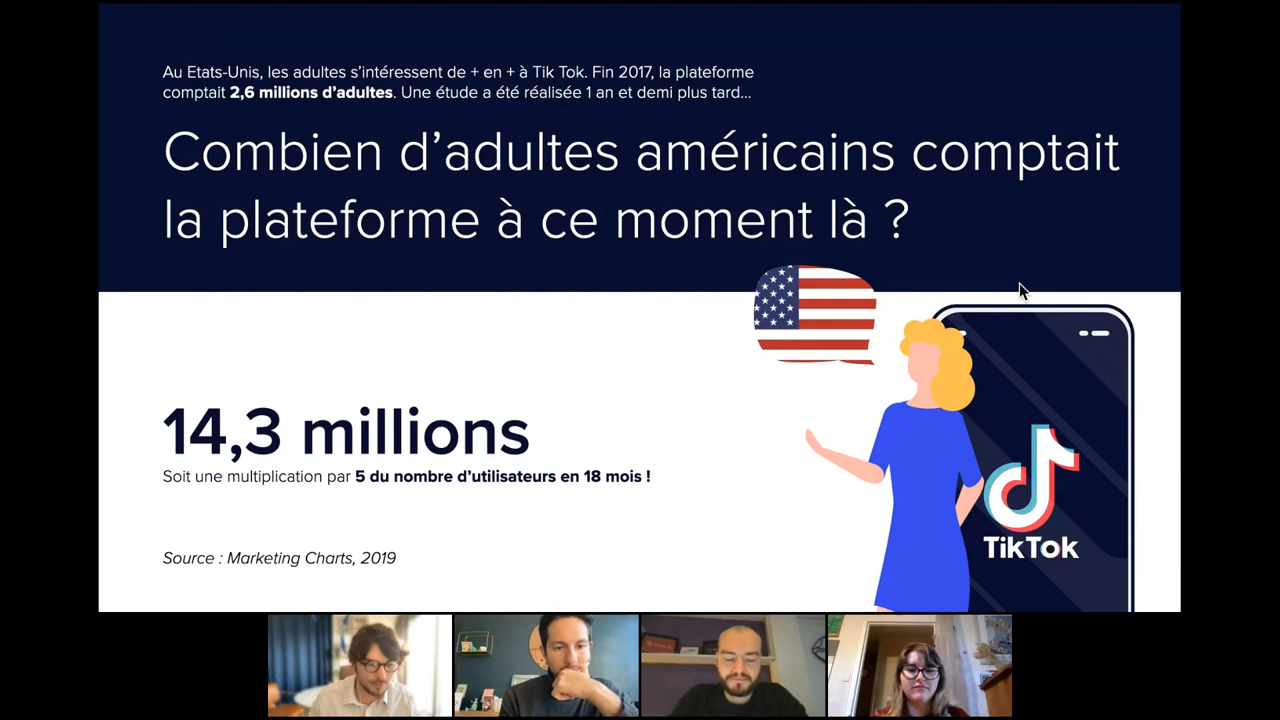 Au Etats-Unis, les adultes s’intéressent de + en + à Tik Tok. Fin 2017, la plateforme
comptait 2,6 millions d’adultes. Une étude a été réalisée 1 an et demi plus tard...
Combien d’adultes américains comptait
la plateforme à ce moment là ?
14,3 millions
Soit une multiplication par 5 du nombre d’utilisateurs en 18 mois !
Source : Marketing Charts, 2019
TikTok